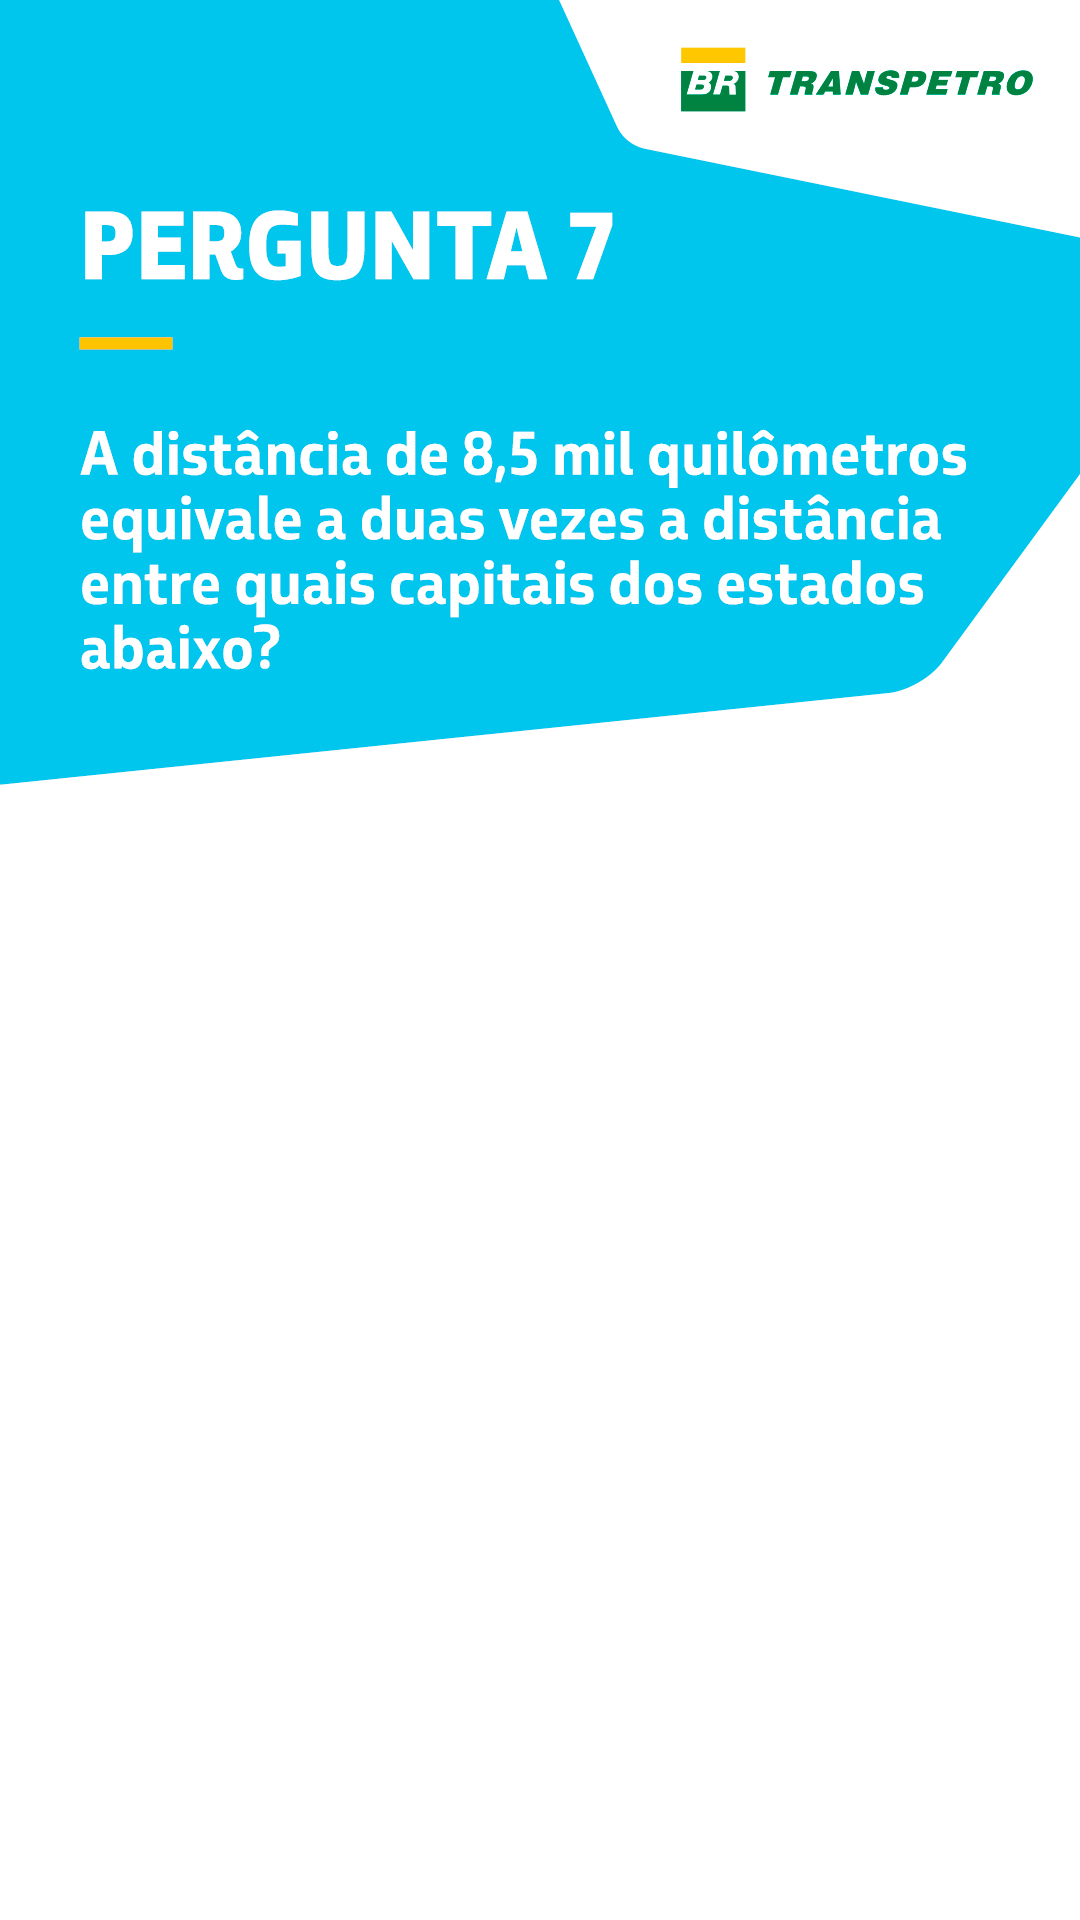 BR TRANSPETRO
PERGUNTA 7
A distância de 8,5 mil quilômetros
equivale a duas vezes a distância
entre quais capitais dos estados
abaixo?